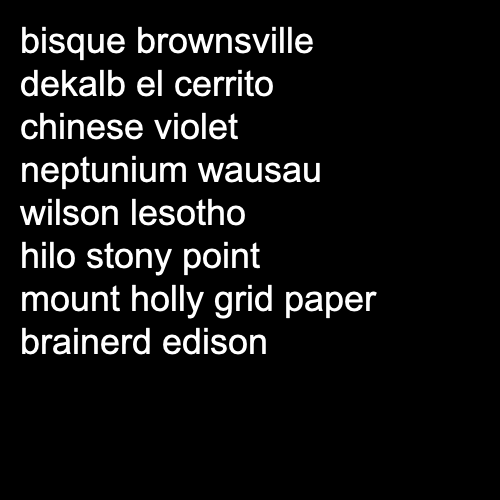 bisque brownsville
dekalb el cerrito
chinese violet
neptunium wausau
wilson lesotho
hilo stony point
mount holly grid paper
brainerd edison